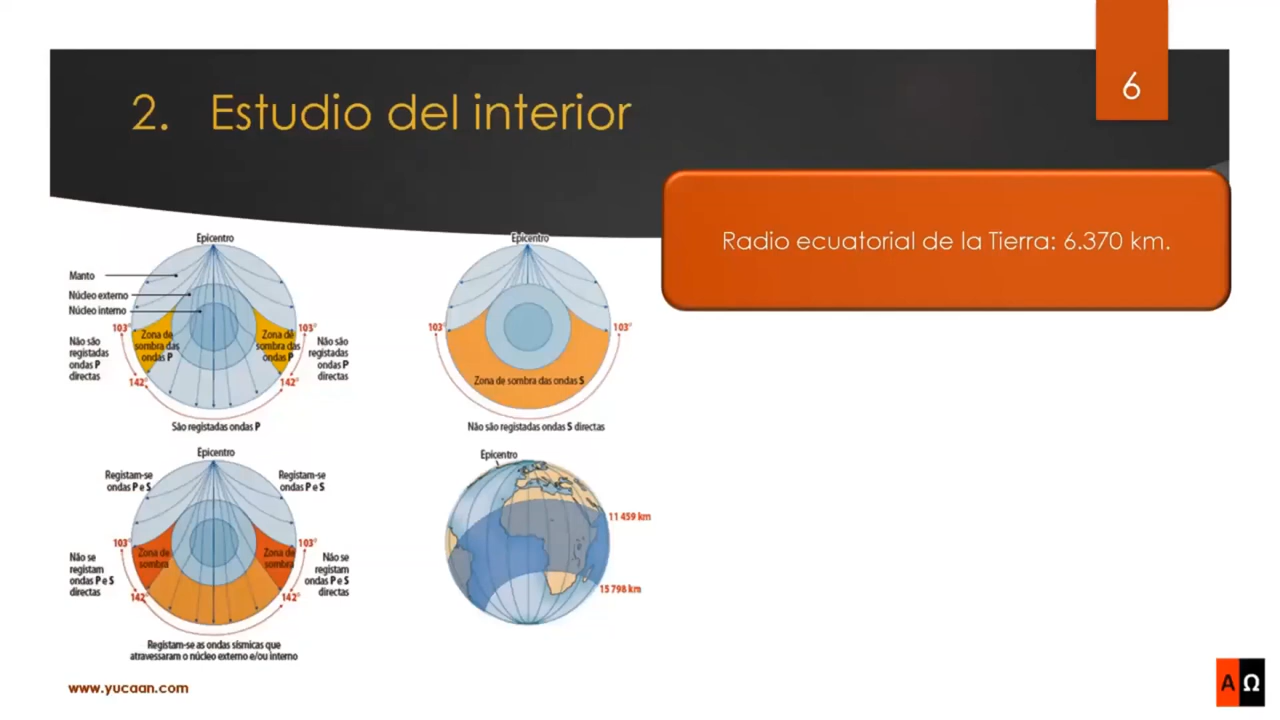 6
2. Estudio del interior
Radio ecuatorial de la Tierra: 6.370 km.
Epicentro
Manto
Núcleo externo
Núcleo interno
103°
103°
Zona de
sombra das
ondas P
Zona de
sombra das
ondas P
Não são
registadas
ondas P
directas
Não são
registadas
ondas P
directas
142°
142°
São registadas ondas P
Epicentro
103°
103°
Zona de sombra das ondas S
Não são registadas ondas S directas
Epicentro
Registam-se
ondas P e S
Registam-se
ondas P e S
103°
103°
Zona de
sombra
Zona de
sombra
Não se
registam
ondas P e S
directas
Não se
registam
ondas P e S
directas
142°
142°
Registam-se as ondas sísmicas que
atravessaram o núcleo externo e/ou interno
Epicentro
11 459 km
15 798 km
www.yucaan.com
A Ω